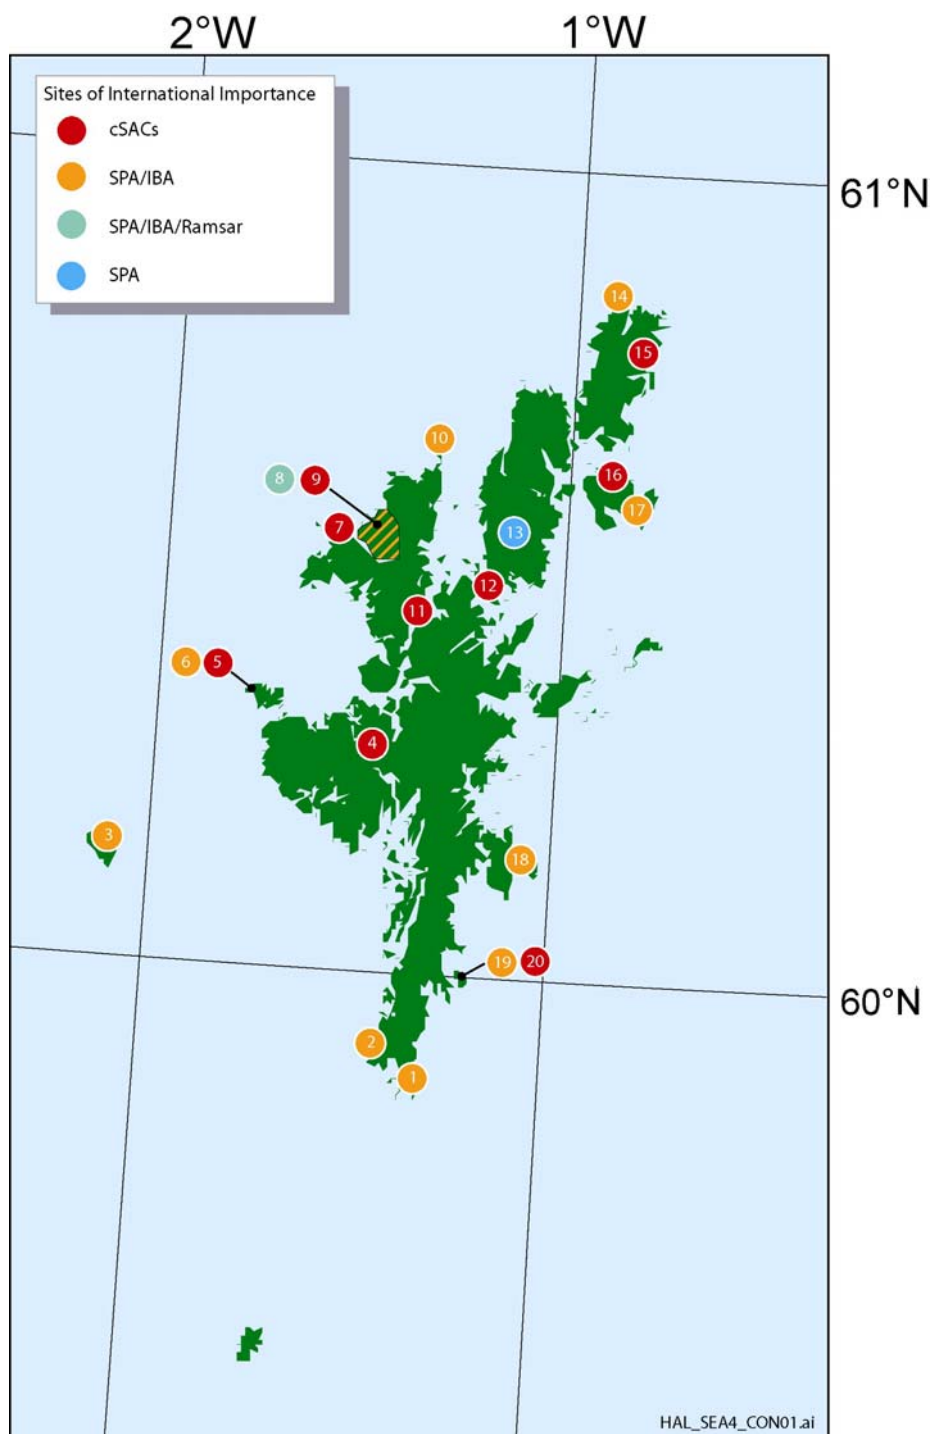 2°W
1°W
Sites of International Importance
cSACs
SPA/IBA
SPA/IBA/Ramsar
SPA
61°N
14
15
10
8
9
16
17
7
13
12
11
6
5
4
3
18
19
20
60°N
2
1
HAL_SEA4_CON01.ai